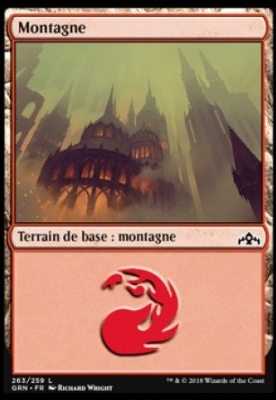 Montagne
Terrain de base : montagne
263/259 L
GRN • FR Richard Wright
™ & © 2018 Wizards of the Coast